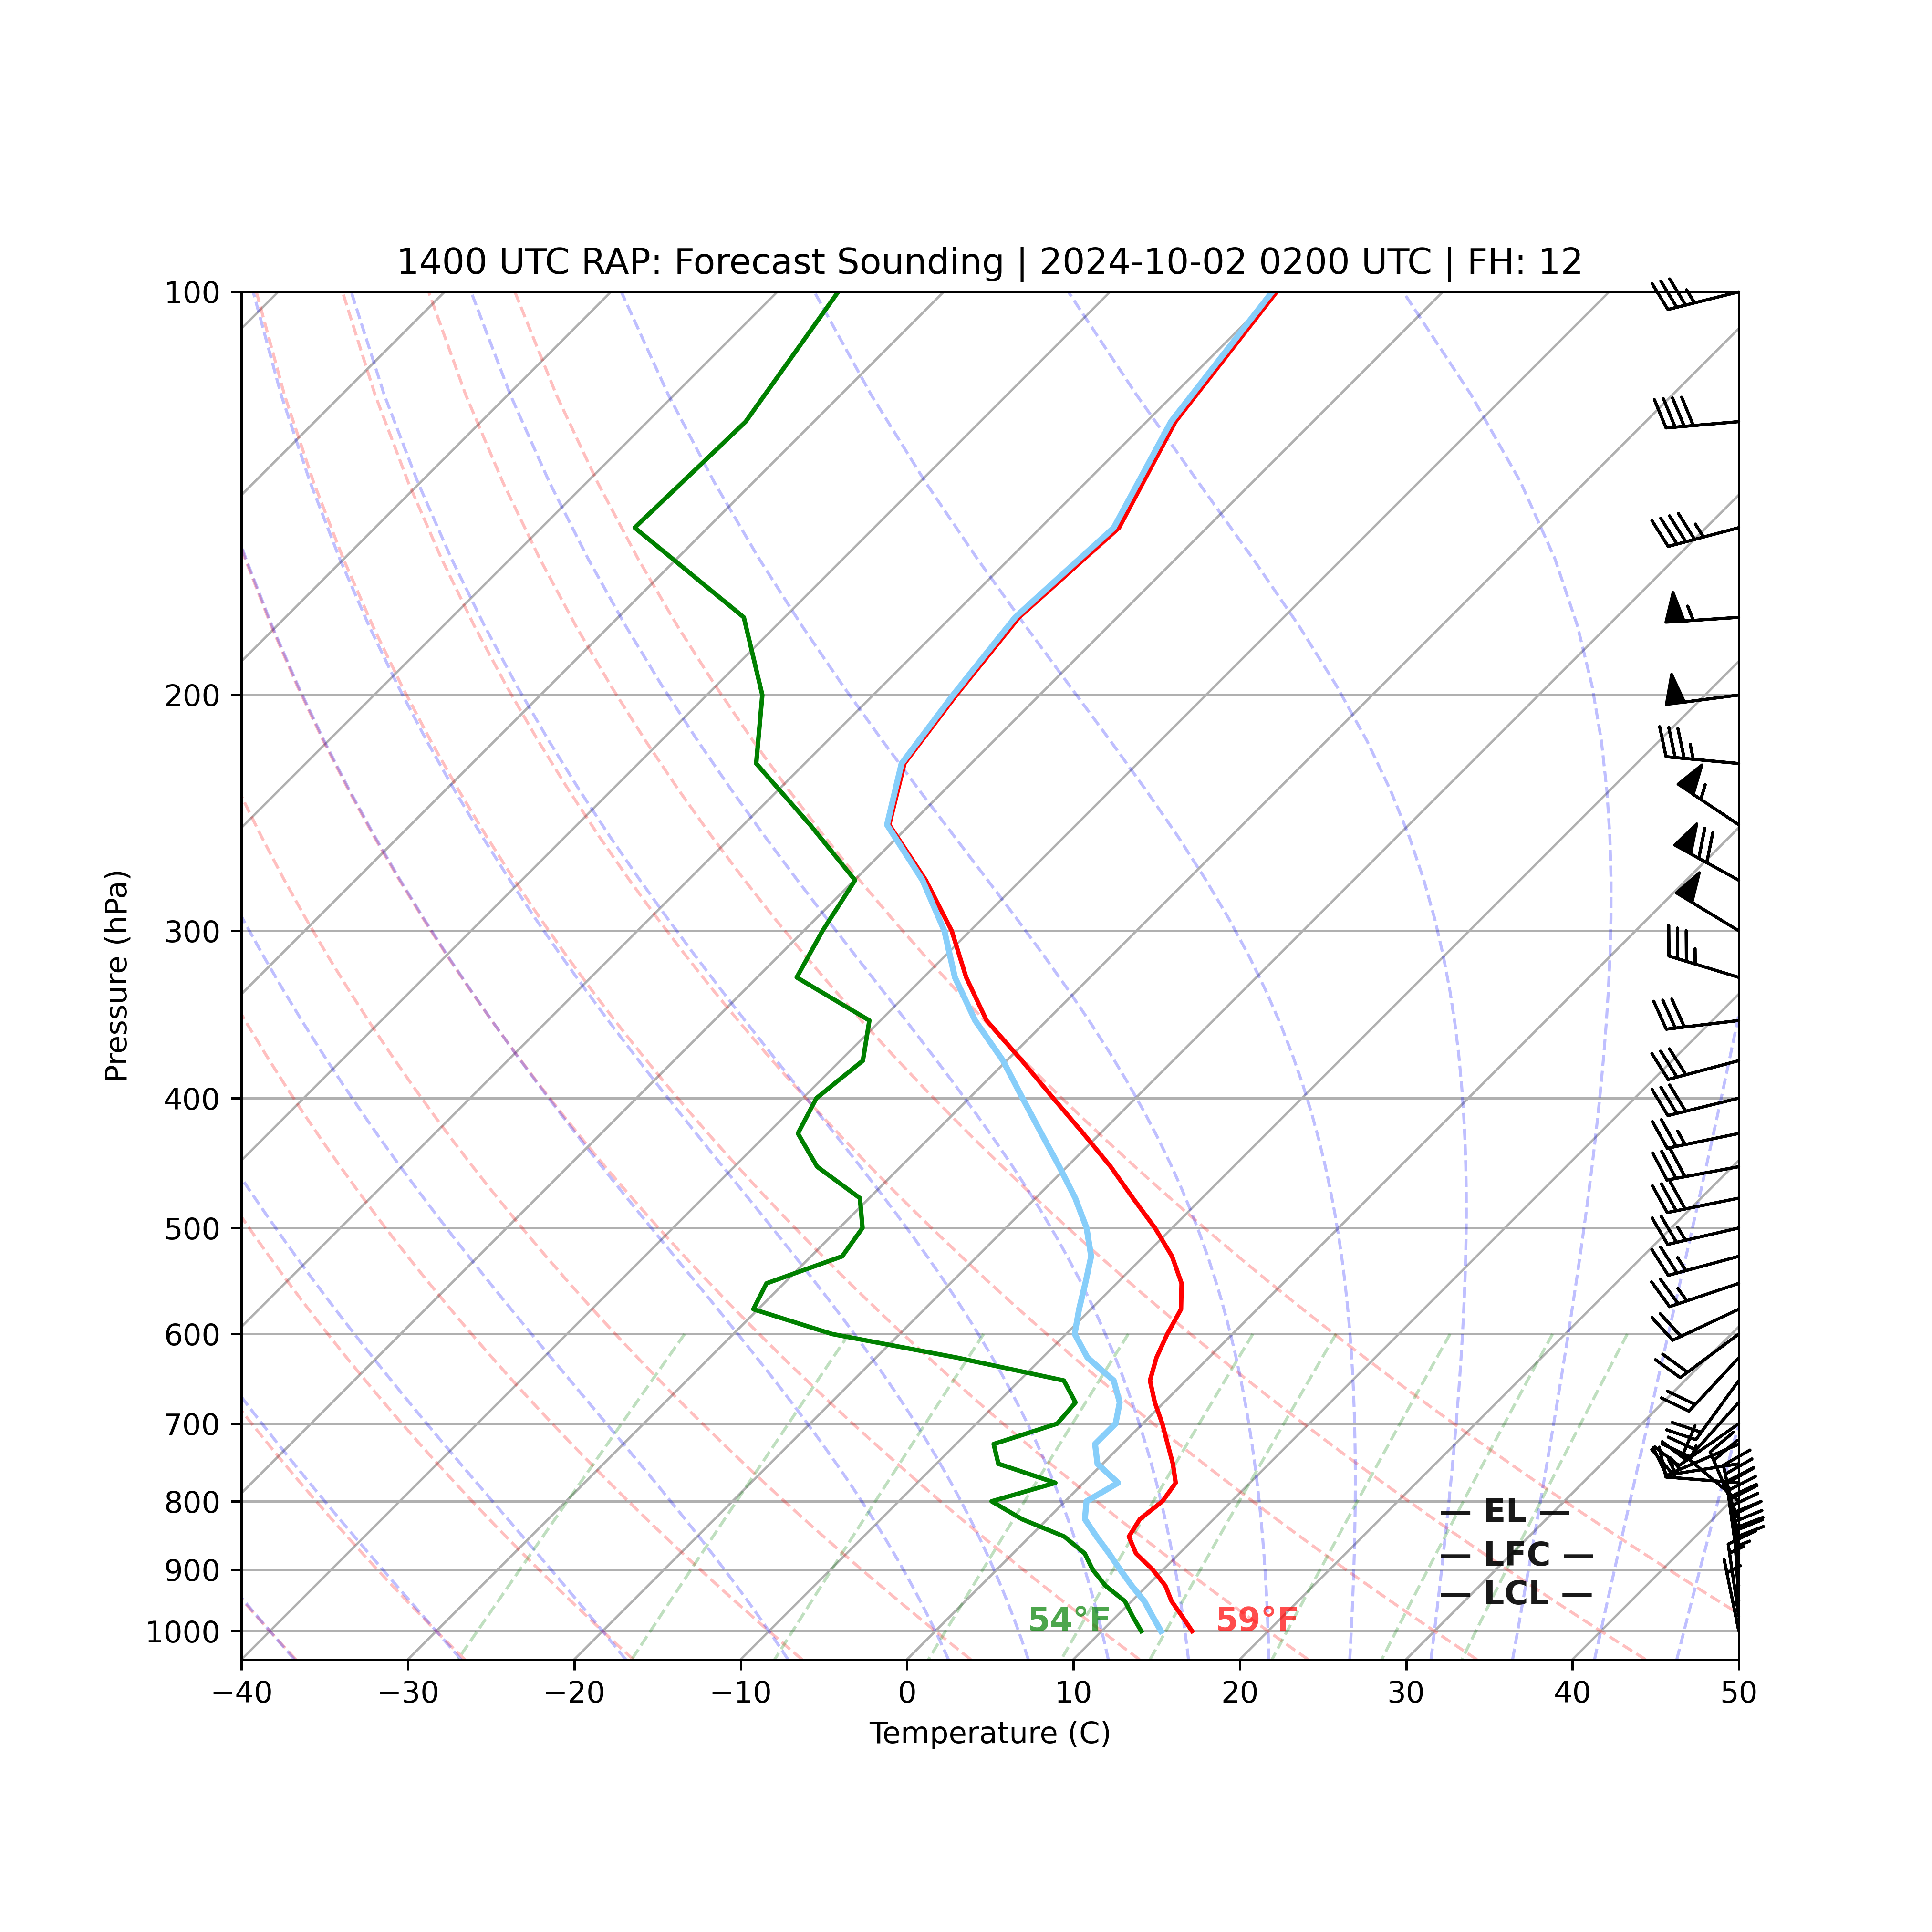 1400 UTC RAP: Forecast Sounding | 2024-10-02 0200 UTC | FH: 12
100
200
300
400
500
600
700
800
900
1000
Pressure (hPa)
— EL —
— LFC —
— LCL —
54°F
59°F
−40 −30 −20 −10 0 10 20 30 40 50
Temperature (C)